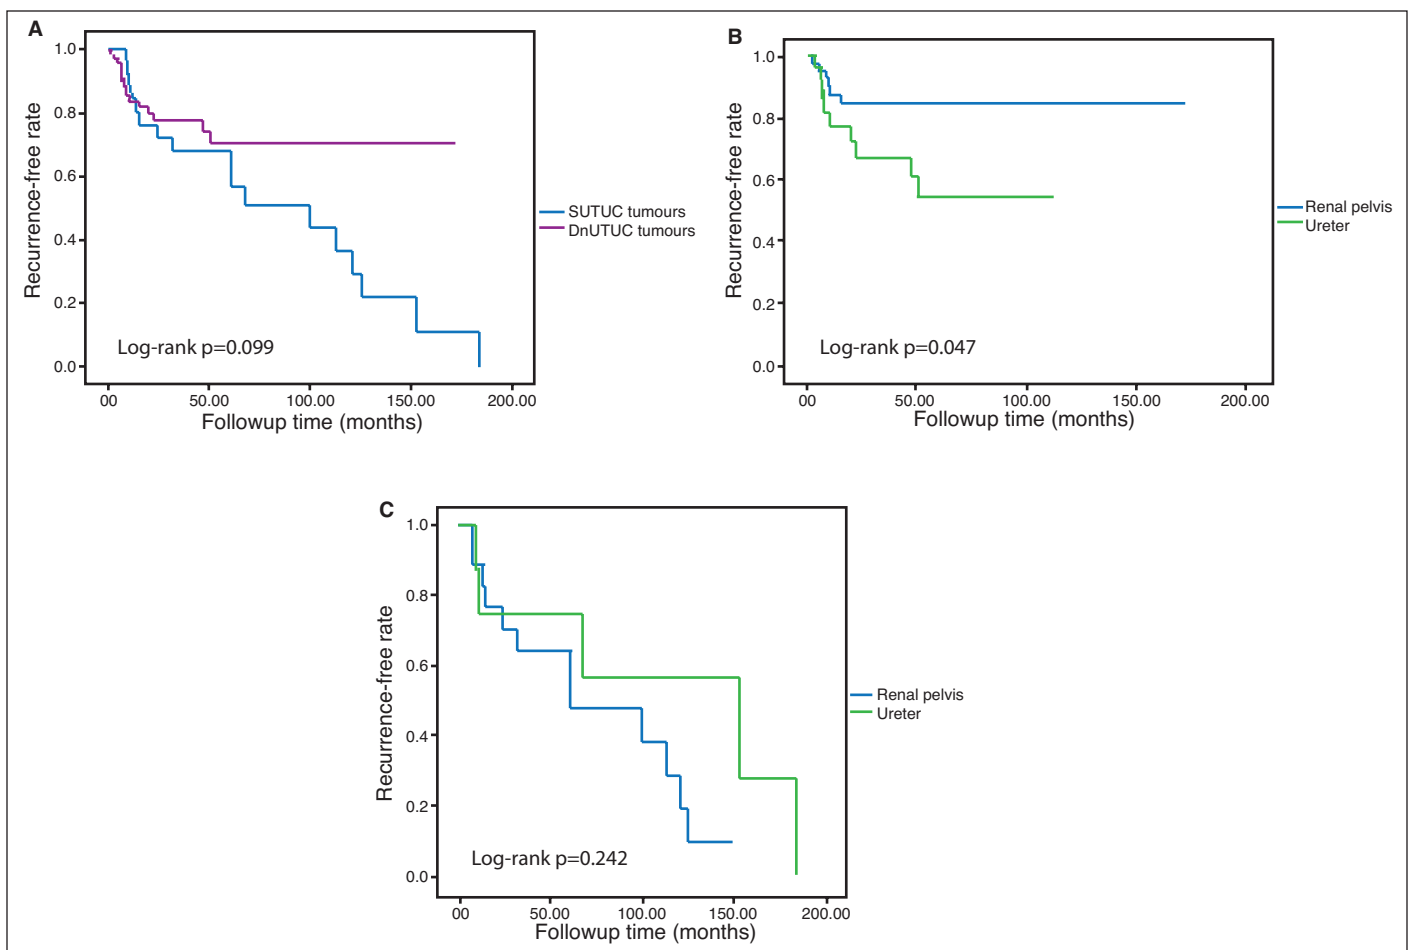 A
1.0
0.8
0.6
0.4
0.2
0.0
Recurrence-free rate
Log-rank p=0.099
00 50.00 100.00 150.00 200.00
Followup time (months)
SUTUC tumours
DnUTUC tumours
B
1.0
0.8
0.6
0.4
0.2
0.0
Recurrence-free rate
Log-rank p=0.047
00 50.00 100.00 150.00 200.00
Followup time (months)
Renal pelvis
Ureter
C
1.0
0.8
0.6
0.4
0.2
0.0
Recurrence-free rate
Log-rank p=0.242
00 50.00 100.00 150.00 200.00
Followup time (months)
Renal pelvis
Ureter